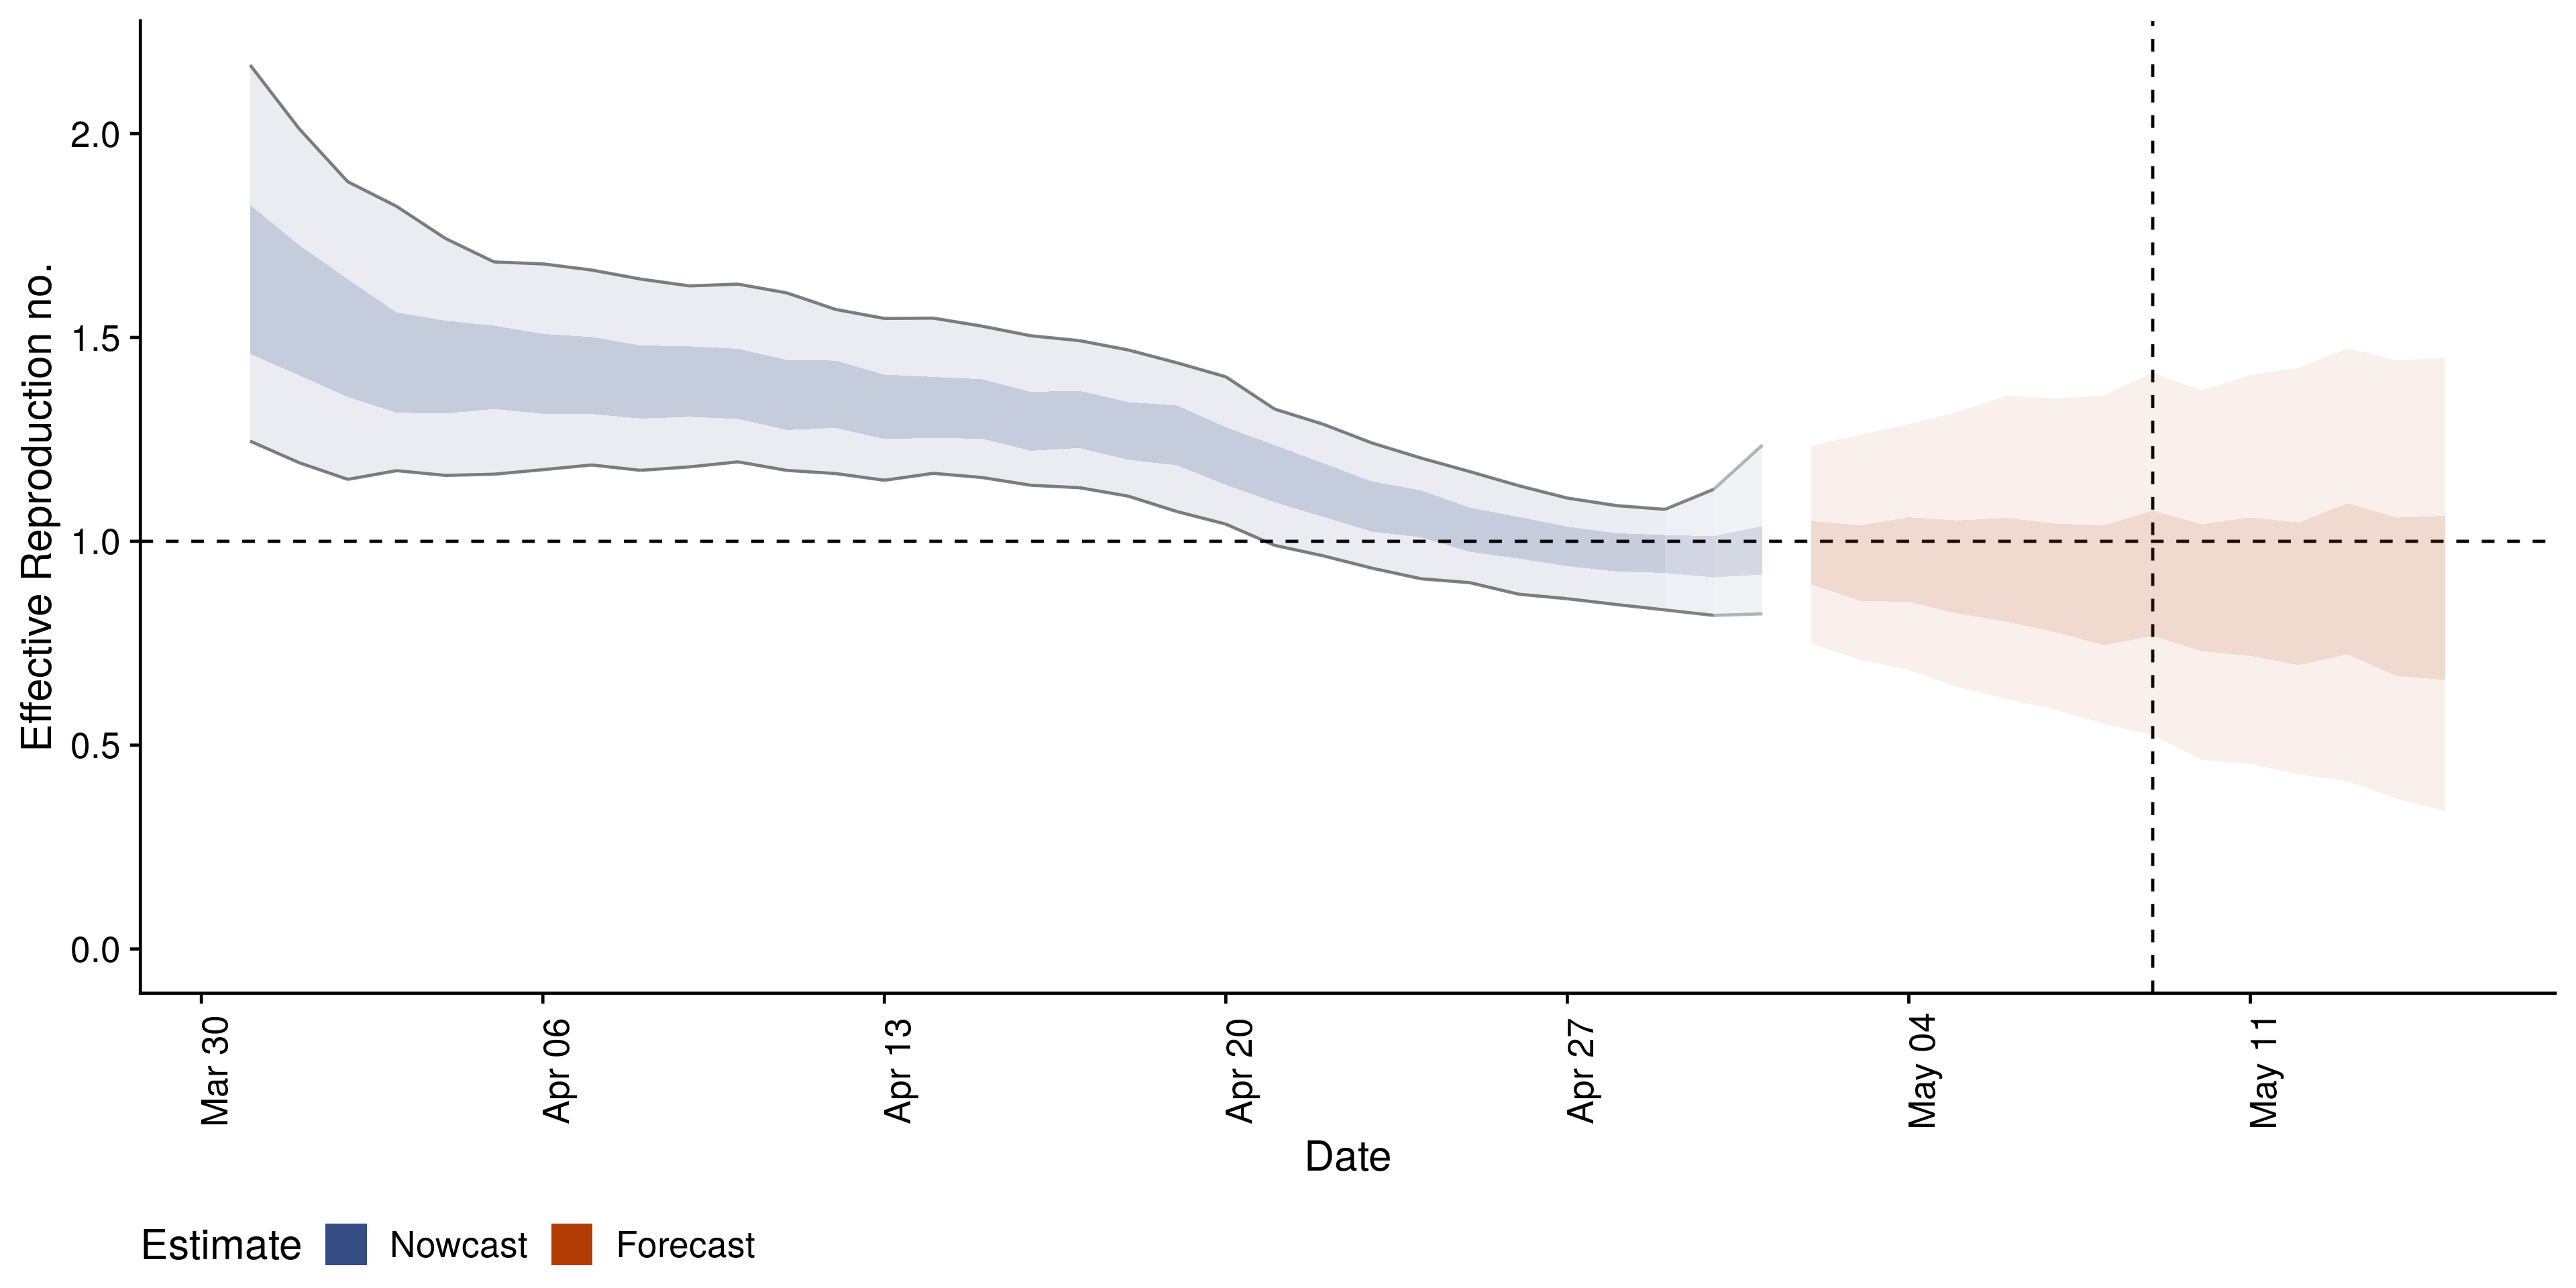 Effective Reproduction no.
2.0
1.5
1.0
0.5
0.0
Mar 30
Apr 06
Apr 13
Apr 20
Apr 27
May 04
May 11
Date
Estimate Nowcast Forecast